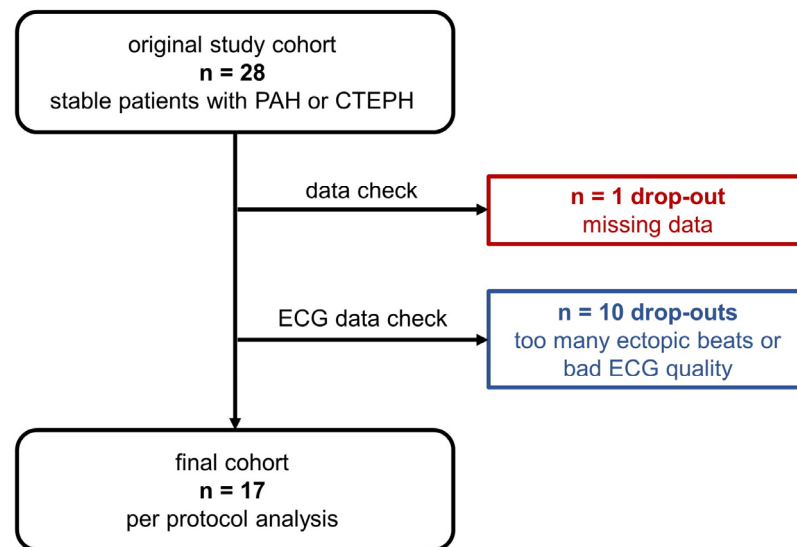 original study cohort
n = 28
stable patients with PAH or CTEPH
data check
n = 1 drop-out
missing data
ECG data check
n = 10 drop-outs
too many ectopic beats or
bad ECG quality
final cohort
n = 17
per protocol analysis